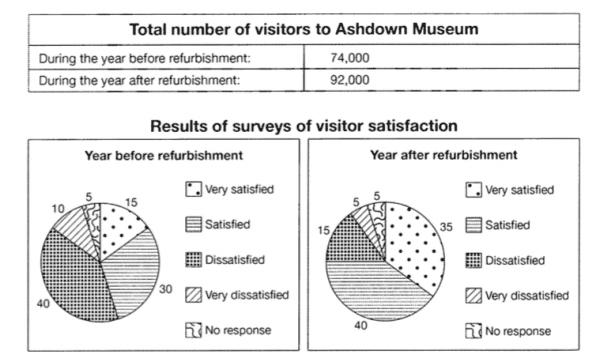 Total number of visitors to Ashdown Museum
During the year before refurbishment: 74,000
During the year after refurbishment: 92,000
Results of surveys of visitor satisfaction
Year before refurbishment
5
15
10
30
40
Very satisfied
Satisfied
Dissatisfied
Very dissatisfied
No response
Year after refurbishment
5
5
35
15
40
Very satisfied
Satisfied
Dissatisfied
Very dissatisfied
No response